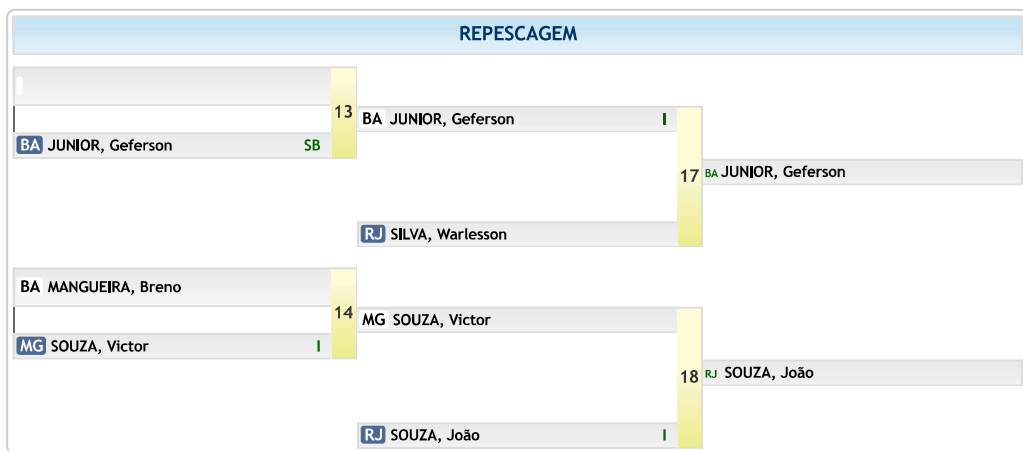 REPESCAGEM
13
BA JUNIOR, Geferson I
BA JUNIOR, Geferson SB
17
BA JUNIOR, Geferson
RJ SILVA, Warlesson
BA MANGUEIRA, Breno
14
MG SOUZA, Victor
MG SOUZA, Victor I
18
RJ SOUZA, João
RJ SOUZA, João I